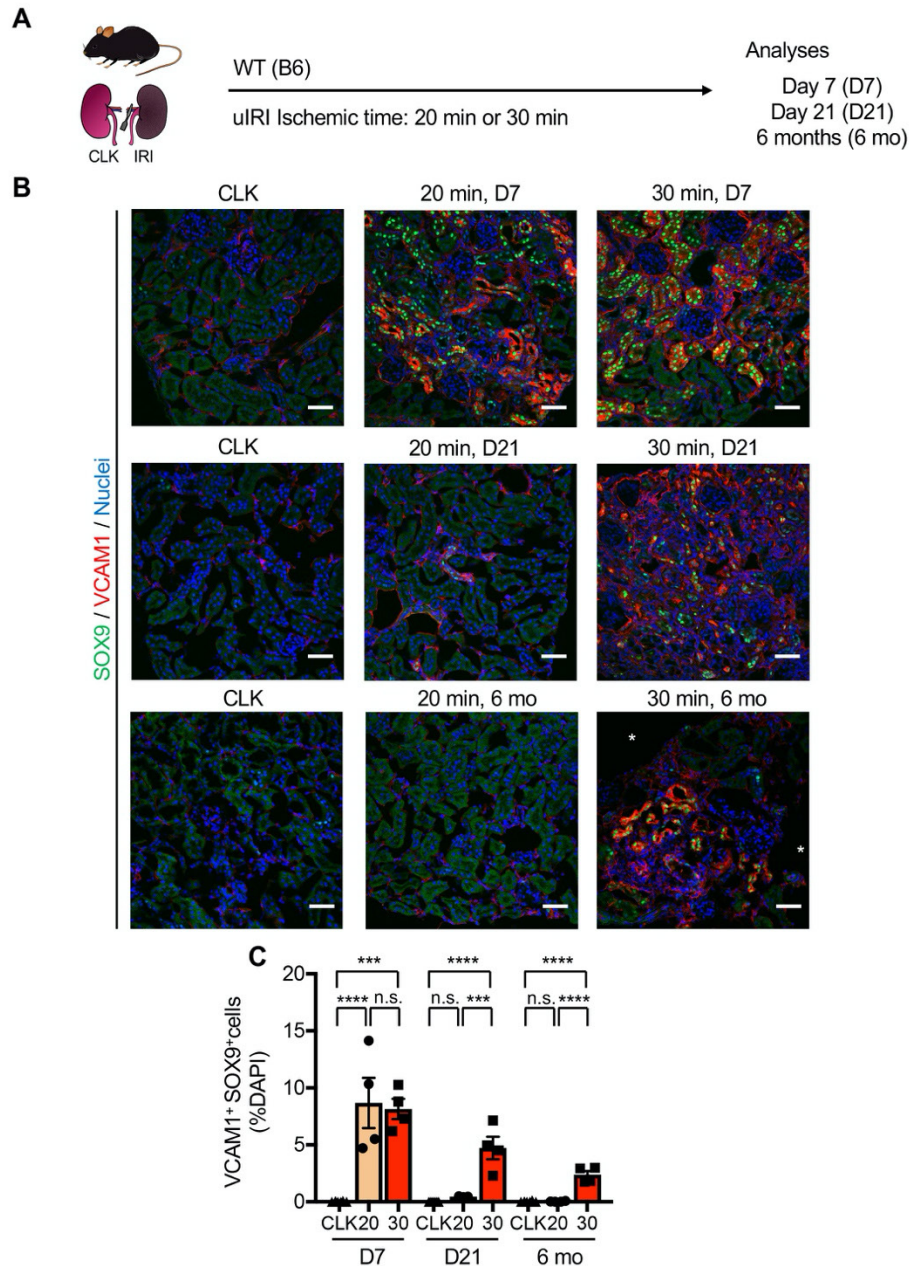 A
WT (B6)
uIRI Ischemic time: 20 min or 30 min
CLK IRI
Analyses
Day 7 (D7)
Day 21 (D21)
6 months (6 mo)
B
SOX9 / VCAM1 / Nuclei
CLK 20 min, D7 30 min, D7
CLK 20 min, D21 30 min, D21
CLK 20 min, 6 mo 30 min, 6 mo
* *
C
VCAM1⁺ SOX9⁺cells
(%DAPI)
20
15
10
5
0
*** **** ****
**** n.s. n.s. *** n.s. ****
CLK 20 30 CLK 20 30 CLK 20 30
D7 D21 6 mo